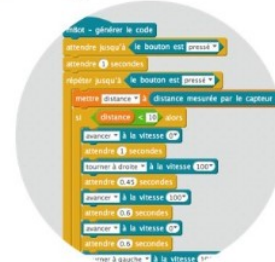 mBot - générer le code
attendre jusqu'à le bouton est pressé
attendre 1 secondes
répéter jusqu'à le bouton est pressé
mettre distance à distance mesurée par le capteur
si distance < 10 alors
avancer à la vitesse 0
attendre 1 secondes
tourner à droite à la vitesse 100
attendre 0.45 secondes
avancer à la vitesse 100
attendre 0.6 secondes
avancer à la vitesse 0
attendre 0.6 secondes
tourner à gauche à la vitesse